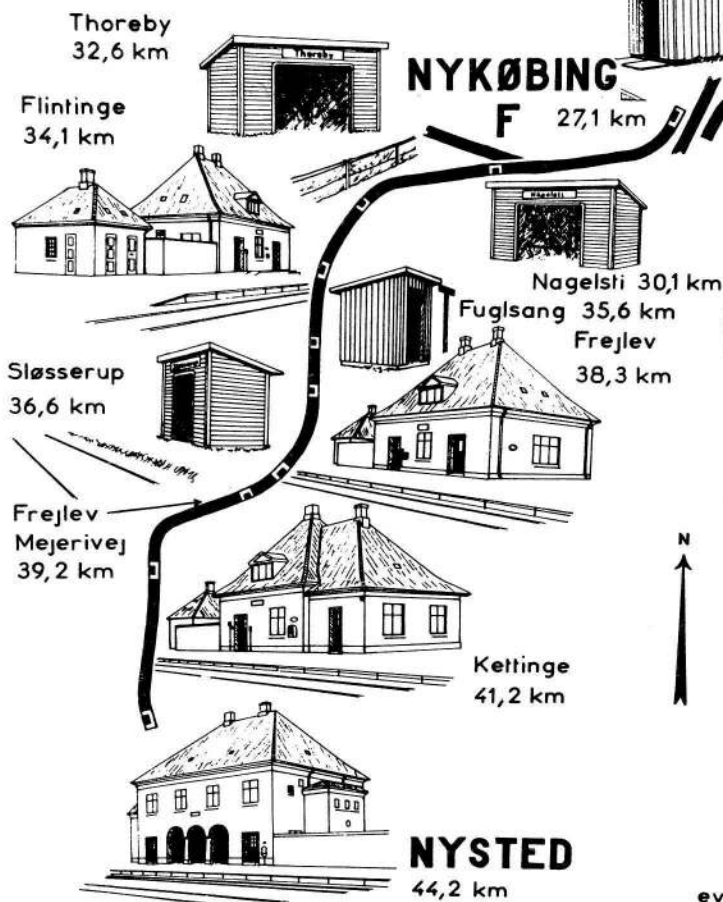 Thoreby
32,6 km
Thoreby
NYKØBING
F 27,1 km
Flintinge
34,1 km
Nagelsti
Nagelsti 30,1 km
Fuglsang 35,6 km
Frejlev
38,3 km
Sløsserup
36,6 km
Frejlev
Mejerivej
39,2 km
N
Kettinge
41,2 km
NYSTED
44,2 km
ev